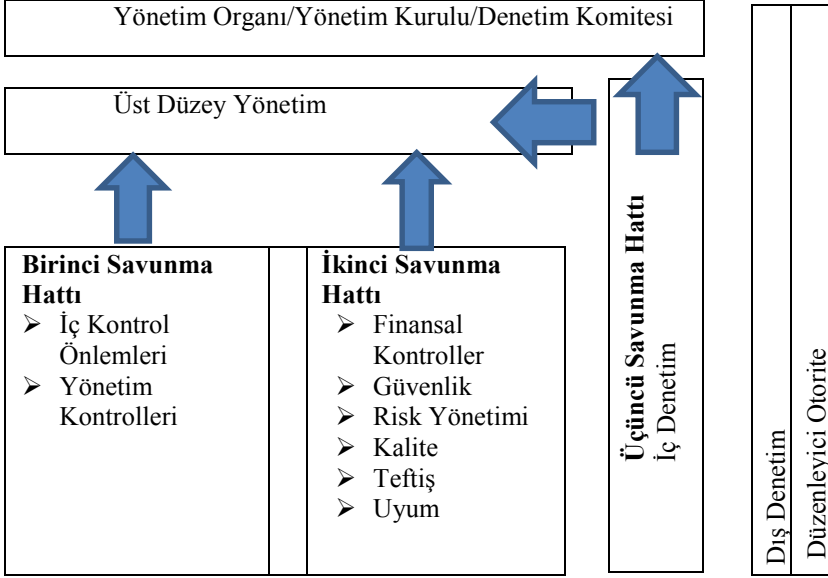 Yönetim Organı/Yönetim Kurulu/Denetim Komitesi
Üst Düzey Yönetim
Birinci Savunma
Hattı
➢ İç Kontrol
Önlemleri
➢ Yönetim
Kontrolleri
İkinci Savunma
Hattı
➢ Finansal
Kontroller
➢ Güvenlik
➢ Risk Yönetimi
➢ Kalite
➢ Teftiş
➢ Uyum
Üçüncü Savunma Hattı
İç Denetim
Dış Denetim
Düzenleyici Otorite